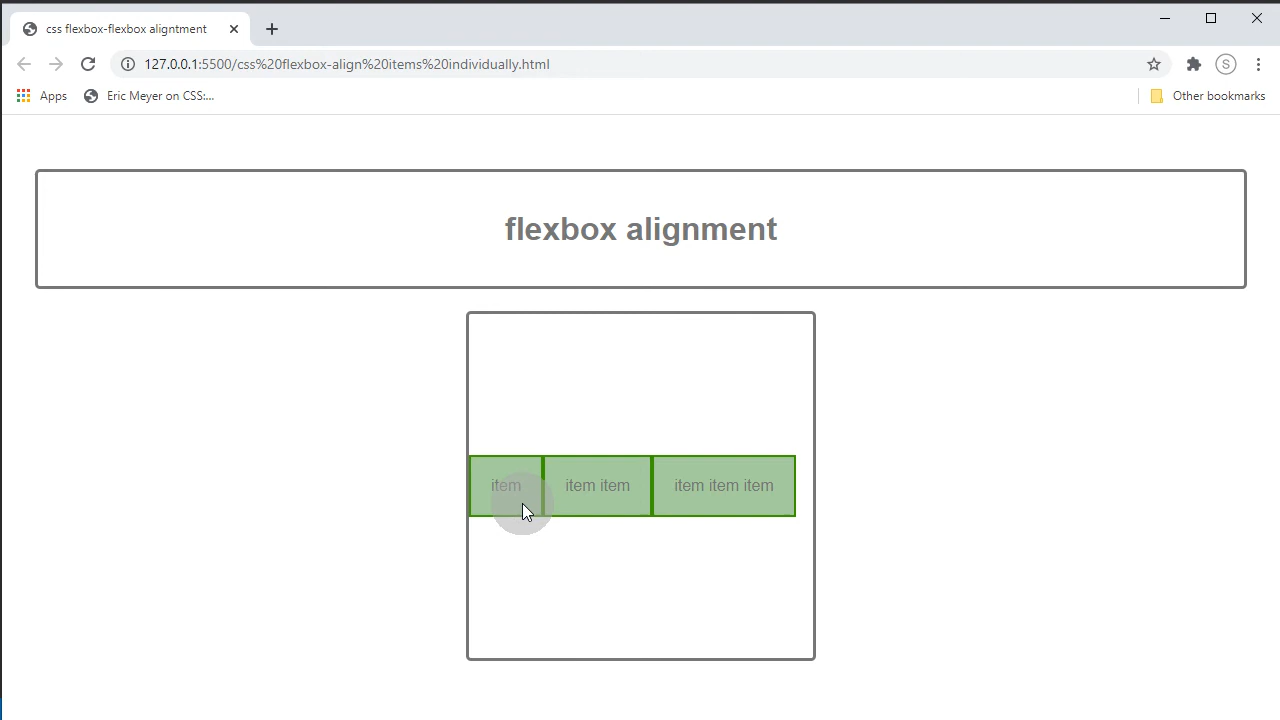 css flexbox-flexbox aligntment
127.0.0.1:5500/css%20flexbox-align%20items%20individually.html
S
Apps
Eric Meyer on CSS:...
Other bookmarks
flexbox alignment
item
item item
item item item